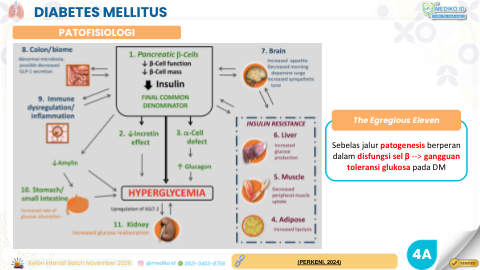 DIABETES MELLITUS
MEDIKO.ID
PATOFISIOLOGI
8. Colon/biome
Abnormal microbiota,
possible decreased
GLP-1 secretion
1. Pancreatic β-Cells
↓ β-Cell function
↓ β-Cell mass
↓ Insulin
FINAL COMMON
DENOMINATOR
7. Brain
Increased appetite
Decreased morning
dopamine surge
Increased sympathetic
tone
9. Immune
dysregulation/
inflammation
2. ↓Incretin
effect
3. α-Cell
defect
↑ Glucagon
↓Amylin
INSULIN RESISTANCE
6. Liver
Increased
glucose
production
5. Muscle
Decreased
peripheral muscle
uptake
4. Adipose
Increased lipolysis
10. Stomach/
small intestine
Increased rate of
glucose absorption
HYPERGLYCEMIA
Upregulation of SGLT-2
11. Kidney
Increased glucose reabsorption
The Egregious Eleven
Sebelas jalur patogenesis berperan
dalam disfungsi sel β --> gangguan
toleransi glukosa pada DM
4A
(PERKENI, 2024)